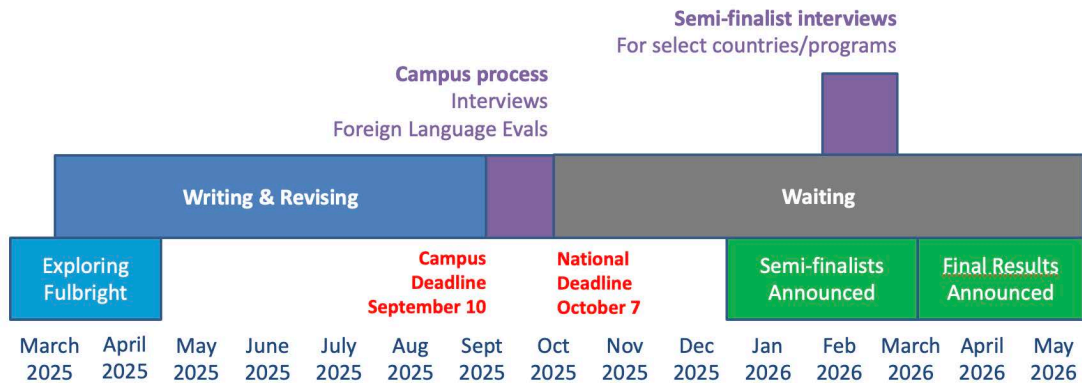 Semi-finalist interviews
For select countries/programs
Campus process
Interviews
Foreign Language Evals
Writing & Revising
Waiting
Exploring
Fulbright
Campus
Deadline
September 10
National
Deadline
October 7
Semi-finalists
Announced
Final Results
Announced
March
2025
April
2025
May
2025
June
2025
July
2025
Aug
2025
Sept
2025
Oct
2025
Nov
2025
Dec
2025
Jan
2026
Feb
2026
March
2026
April
2026
May
2026